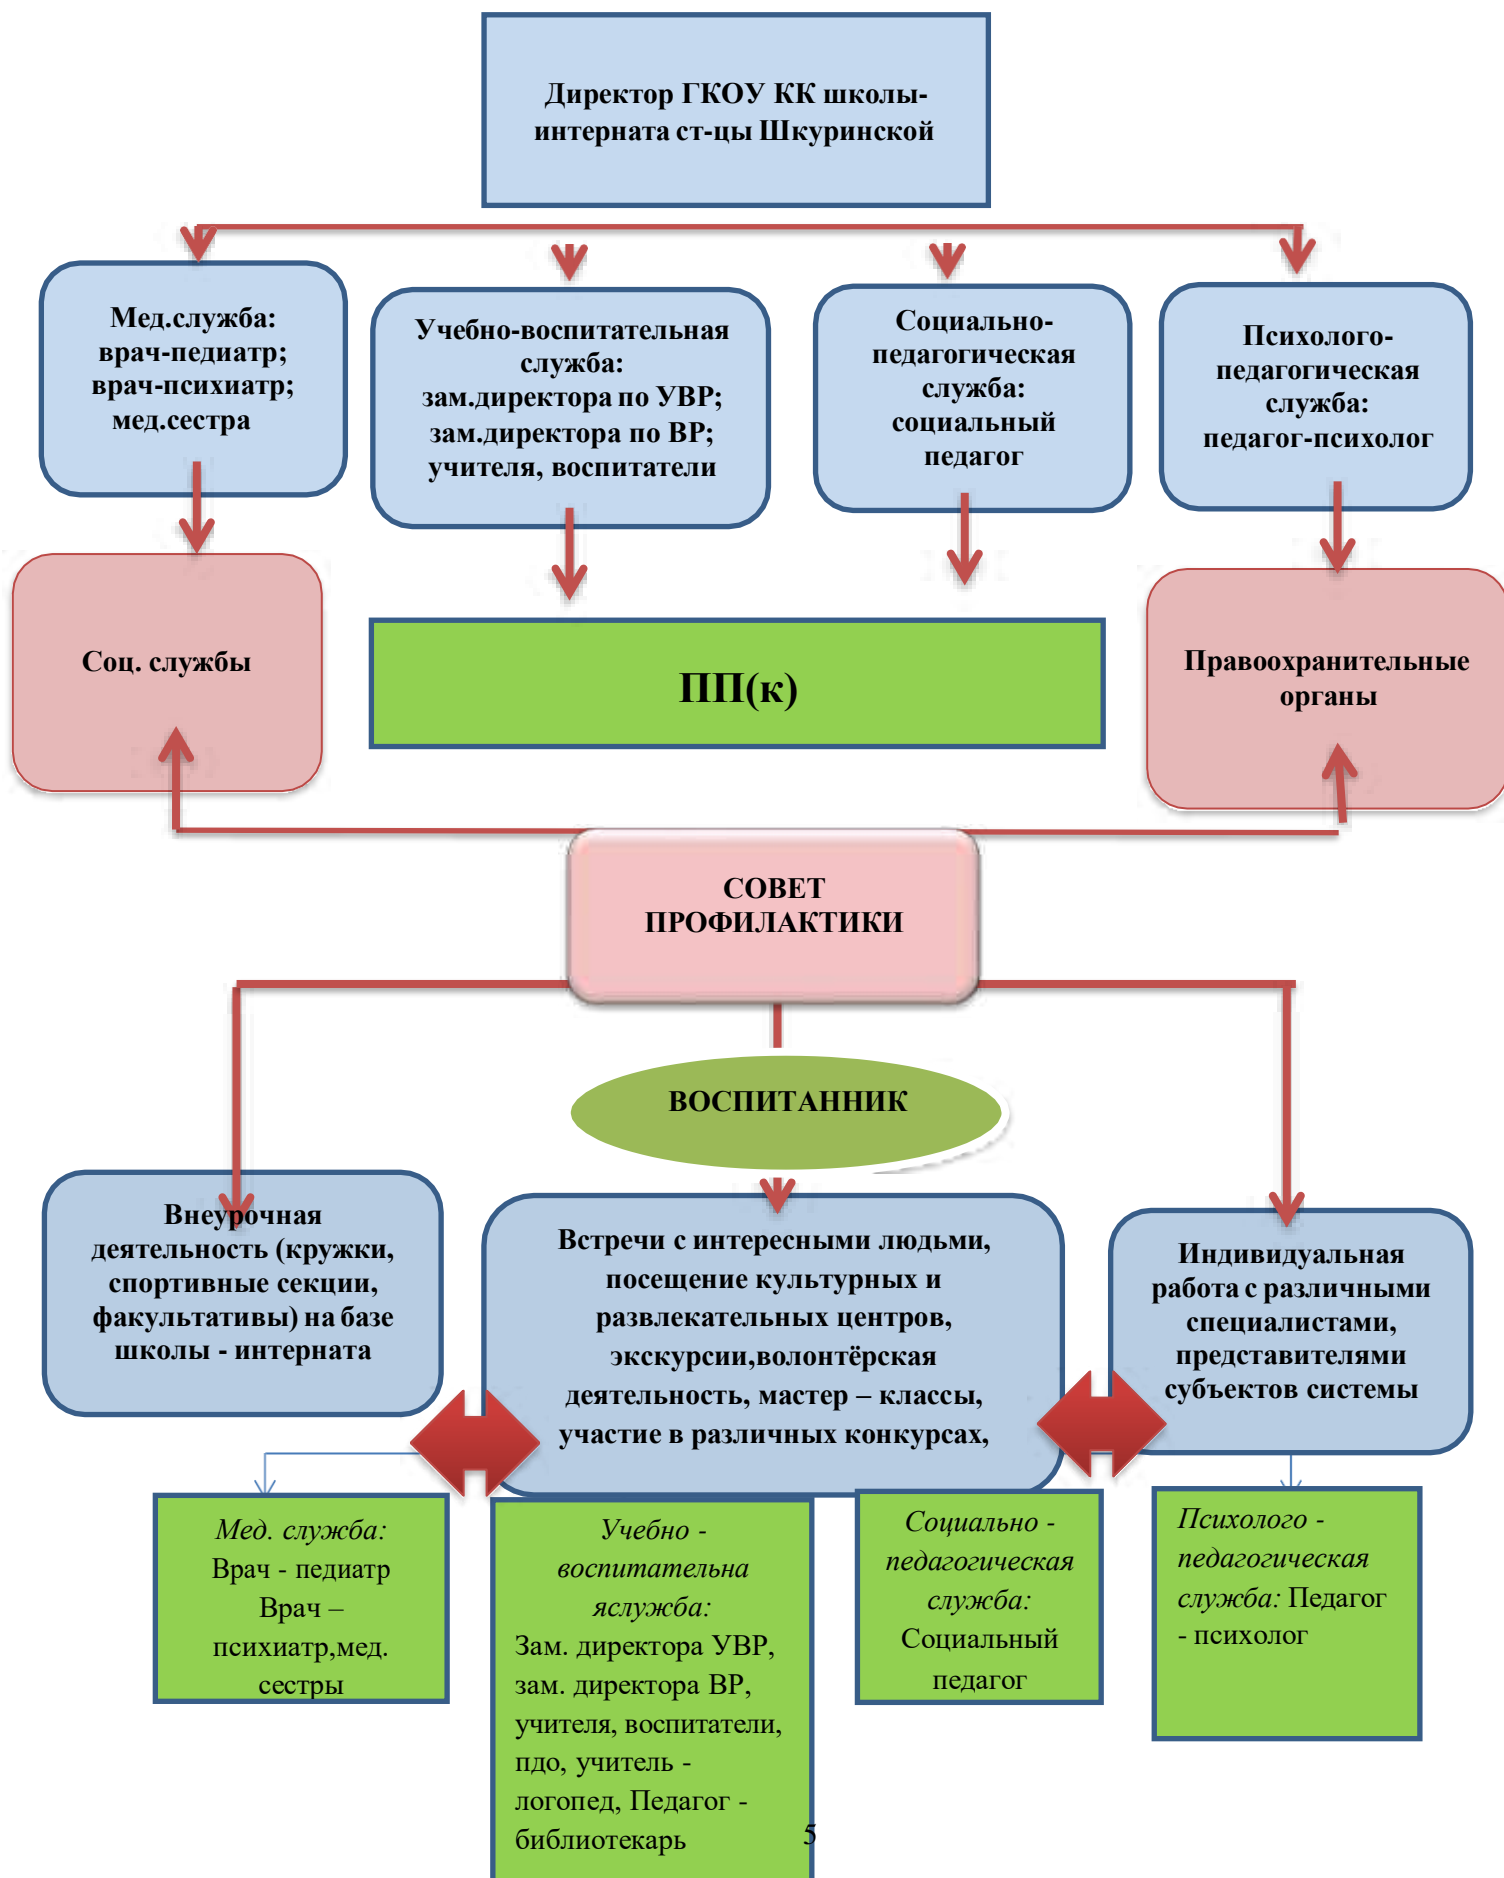 Директор ГКОУ КК школы-
интерната ст-цы Шкуринской
Мед.служба:
врач-педиатр;
врач-психиатр;
мед.сестра
Учебно-воспитательная
служба:
зам.директора по УВР;
зам.директора по ВР;
учителя, воспитатели
Социально-
педагогическая
служба:
социальный
педагог
Психолого-
педагогическая
служба:
педагог-психолог
Соц. службы
ПП(к)
Правоохранительные
органы
СОВЕТ
ПРОФИЛАКТИКИ
ВОСПИТАННИК
Внеурочная
деятельность (кружки,
спортивные секции,
факультативы) на базе
школы - интерната
Встречи с интересными людьми,
посещение культурных и
развлекательных центров,
экскурсии,волонтёрская
деятельность, мастер – классы,
участие в различных конкурсах,
Индивидуальная
работа с различными
специалистами,
представителями
субъектов системы
Мед. служба:
Врач - педиатр
Врач –
психиатр,мед.
сестры
Учебно -
воспитательна
яслужба:
Зам. директора УВР,
зам. директора ВР,
учителя, воспитатели,
пдо, учитель -
логопед, Педагог -
библиотекарь
Социально -
педагогическая
служба:
Социальный
педагог
Психолого -
педагогическая
служба: Педагог
- психолог
5